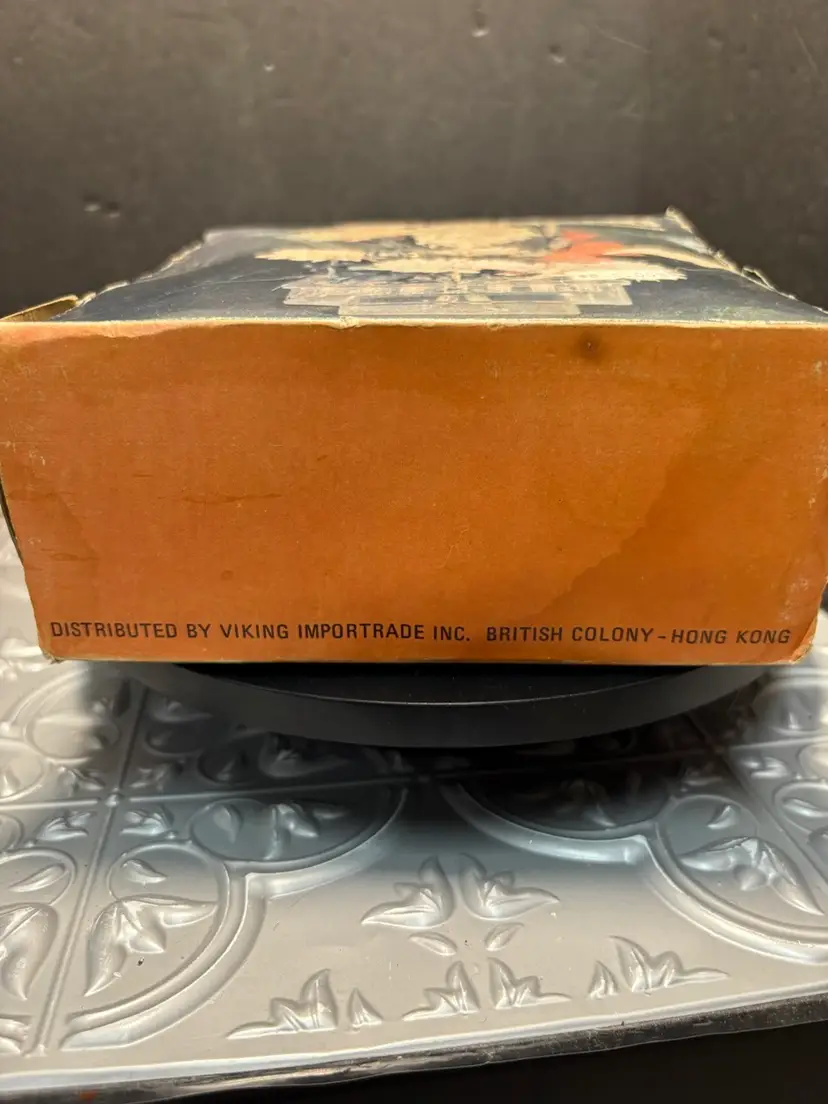 DISTRIBUTED BY VIKING IMPORTRADE INC. BRITISH COLONY-HONG KONG